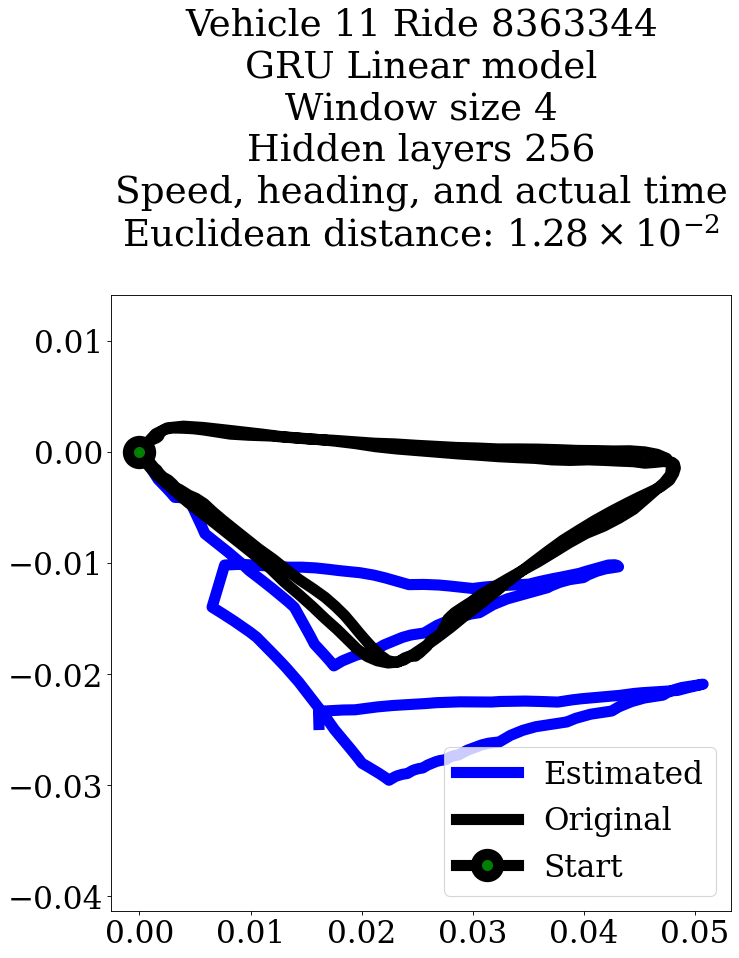 Vehicle 11 Ride 8363344
GRU Linear model
Window size 4
Hidden layers 256
Speed, heading, and actual time
Euclidean distance: 1.28 × 10⁻²
0.01
0.00
−0.01
−0.02
−0.03
−0.04
Estimated
Original
Start
0.00 0.01 0.02 0.03 0.04 0.05